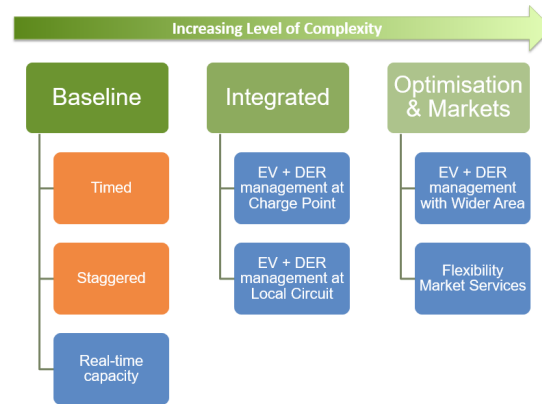 Increasing Level of Complexity
Baseline
Timed
Staggered
Real-time
capacity
Integrated
EV + DER
management at
Charge Point
EV + DER
management at
Local Circuit
Optimisation
& Markets
EV + DER
management
with Wider Area
Flexibility
Market Services